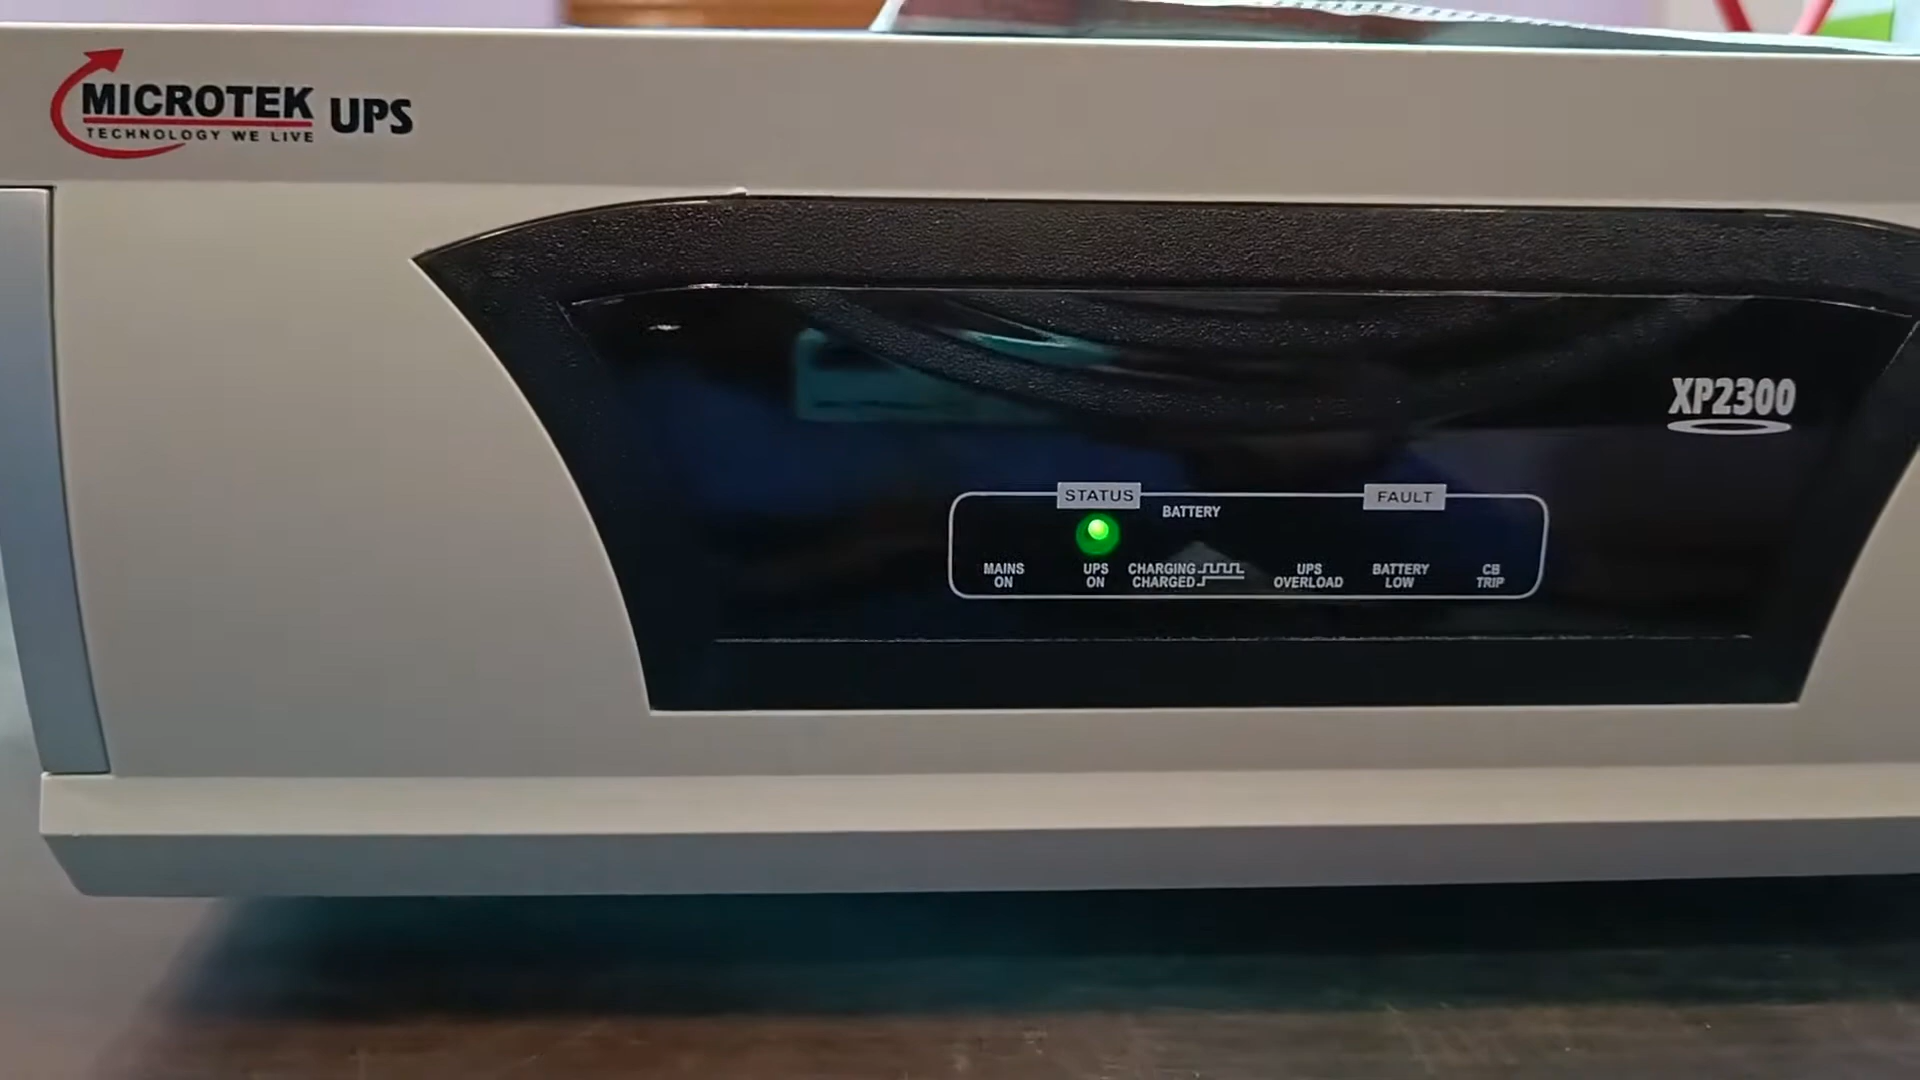 MICROTEK UPS
TECHNOLOGY WE LIVE
XP2300
STATUS
FAULT
BATTERY
MAINS ON
UPS ON
CHARGING
CHARGED
UPS OVERLOAD
BATTERY LOW
CB TRIP